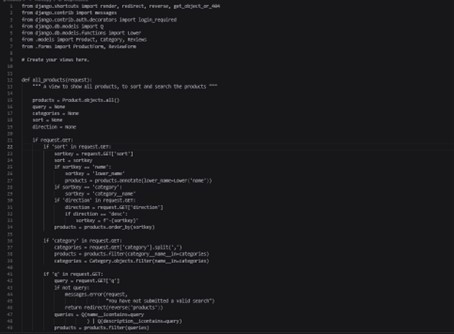 from django.shortcuts import render, redirect, reverse, get_object_or_404
from django.contrib import messages
from django.contrib.auth.decorators import login_required
from django.db.models import Q
from django.db.models.functions import Lower
from .models import Product, Category, Reviews
from .forms import ProductForm, ReviewForm
# Create your views here.
def all_products(request):
""" a view to show all products, to sort and search the products """
products = Product.objects.all()
query = None
categories = None
sort = None
direction = None
if request.GET:
if 'sort' in request.GET:
sortkey = request.GET['sort']
sort = sortkey
if sortkey == 'name':
sortkey = 'lower_name'
products = products.annotate(lower_name=Lower('name'))
if sortkey == 'category':
sortkey = 'category__name'
if 'direction' in request.GET:
direction = request.GET['direction']
if direction == 'desc':
sortkey = f'-{sortkey}'
products = products.order_by(sortkey)
if 'category' in request.GET:
categories = request.GET['category'].split(',')
products = products.filter(category__name__in=categories)
categories = Category.objects.filter(name__in=categories)
if 'q' in request.GET:
query = request.GET['q']
if not query:
messages.error(request,
"You have not submitted a valid search")
return redirect(reverse('products'))
queries = Q(name__icontains=query
) | Q(description__icontains=query)
products = products.filter(queries)